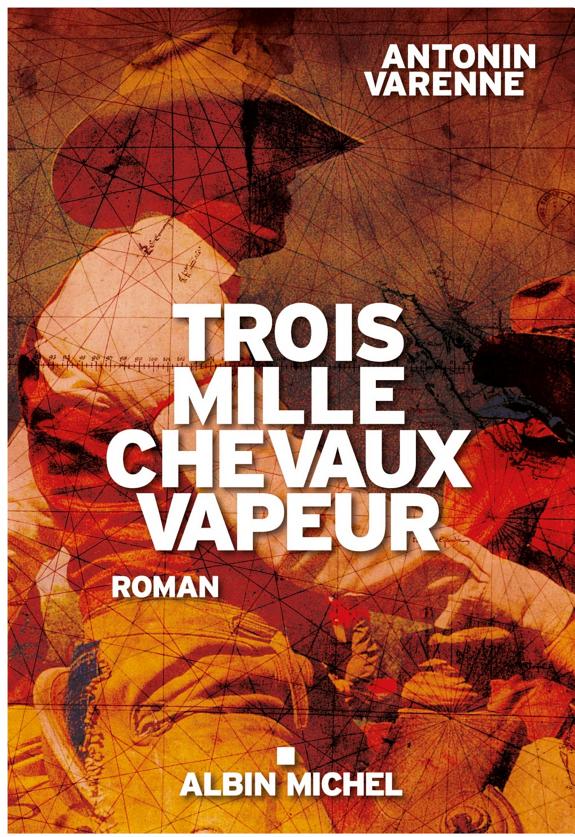 ANTONIN
VARENNE
TROIS
MILLE
CHEVAUX
VAPEUR
ROMAN
ALBIN MICHEL